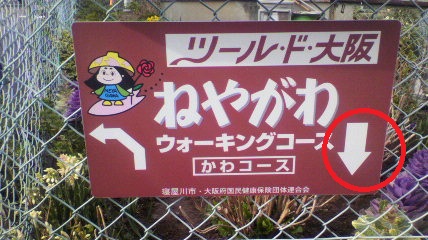 ツール・ド・大阪
ねやがわ
ウォーキングコース
かわコース
寝屋川市・大阪府国民健康保険団体連合会